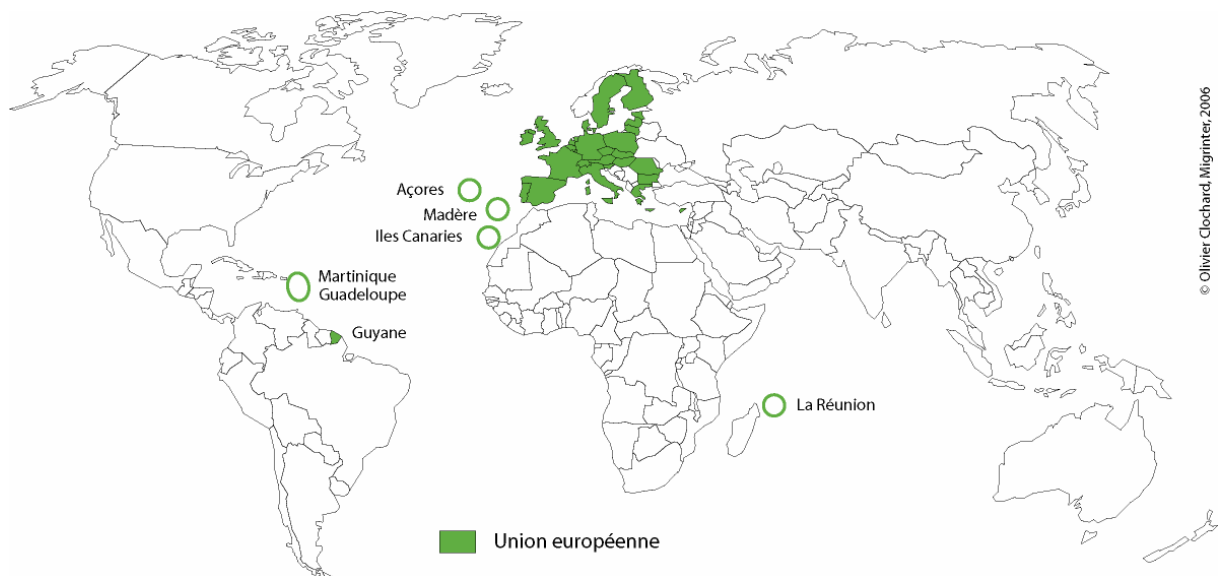 © Olivier Clochard, Migrinter, 2006
Açores
Madère
Iles Canaries
Martinique
Guadeloupe
Guyane
La Réunion
Union européenne